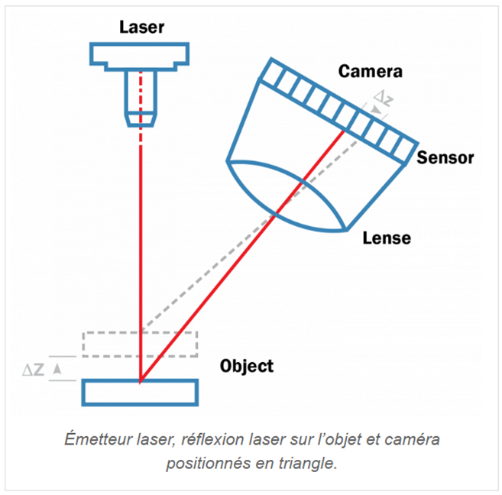 Laser
Camera
Δz
Sensor
Lense
ΔZ
Object
Émetteur laser, réflexion laser sur l’objet et caméra
positionnés en triangle.